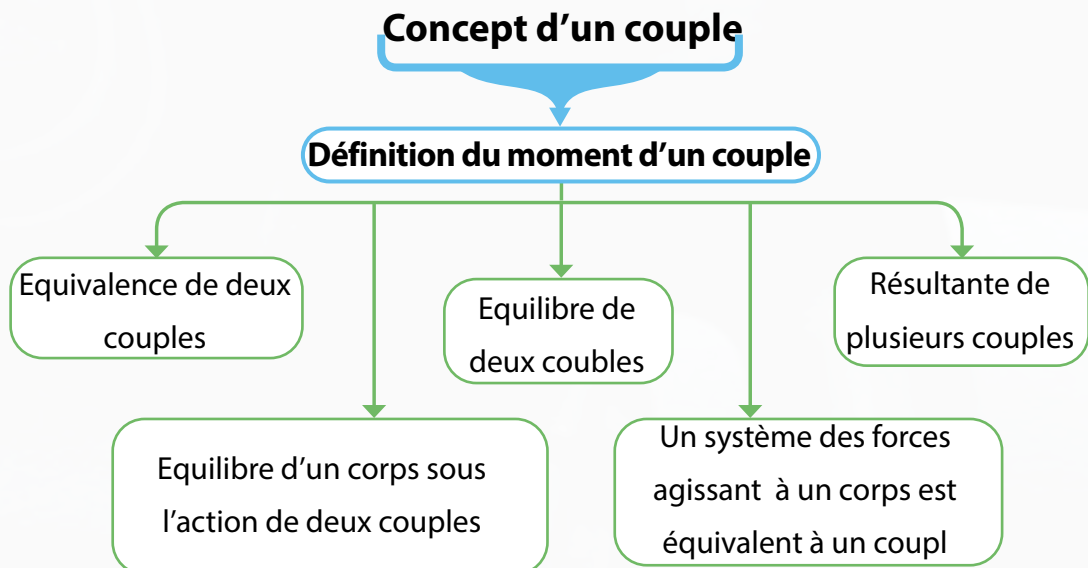 Concept d’un couple
Définition du moment d’un couple
Equivalence de deux
couples
Equilibre de
deux coubles
Résultante de
plusieurs couples
Equilibre d’un corps sous
l’action de deux couples
Un système des forces
agissant à un corps est
équivalent à un coupl